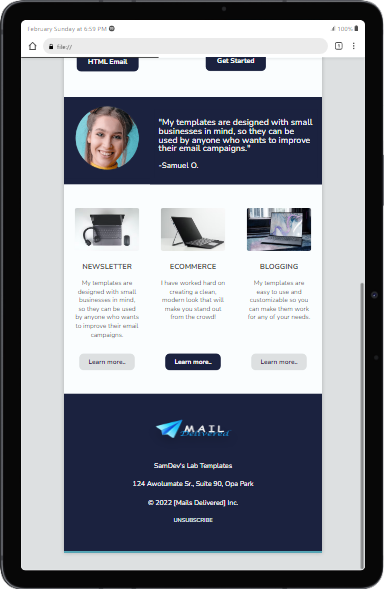 February Sunday at 6:59 PM
100%
file://
HTML Email
Get Started
"My templates are designed with small
businesses in mind, so they can be
used by anyone who wants to improve
their email campaigns."
-Samuel O.
NEWSLETTER
My templates are
designed with small
businesses in mind,
so they can be used
by anyone who wants
to improve their email
campaigns.
Learn more..
ECOMMERCE
I have worked hard on
creating a clean,
modern look that will
make you stand out
from the crowd!
Learn more..
BLOGGING
My templates are
easy to use and
customizable so you
can make them work
for any of your needs.
Learn more..
MAIL
Delivered
SamDev's Lab Templates
124 Awolumate Sr., Suite 90, Opa Park
© 2022 [Mails Delivered] Inc.
UNSUBSCRIBE